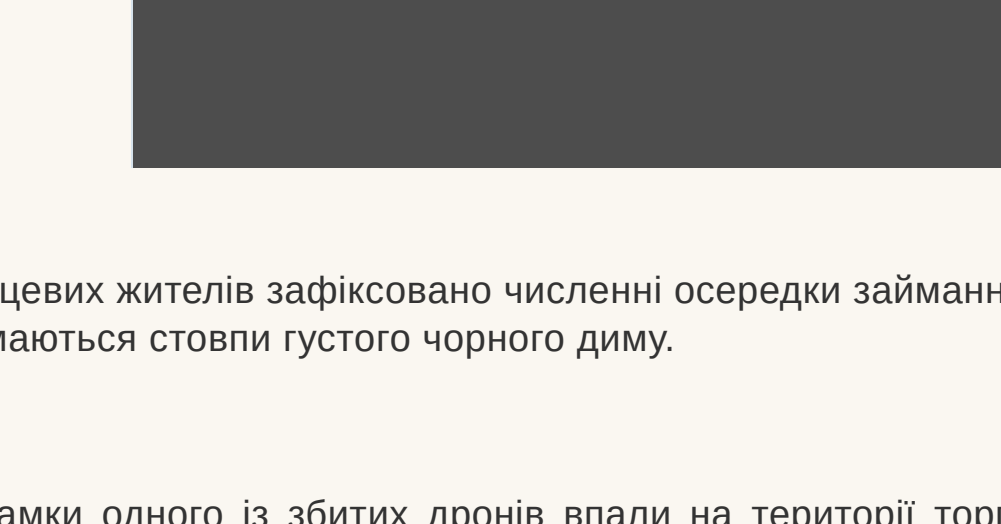 цевих жителів зафіксовано численні осередки займанн
маються стовпи густого чорного диму.
амки одного із збитих дронів впали на території тор